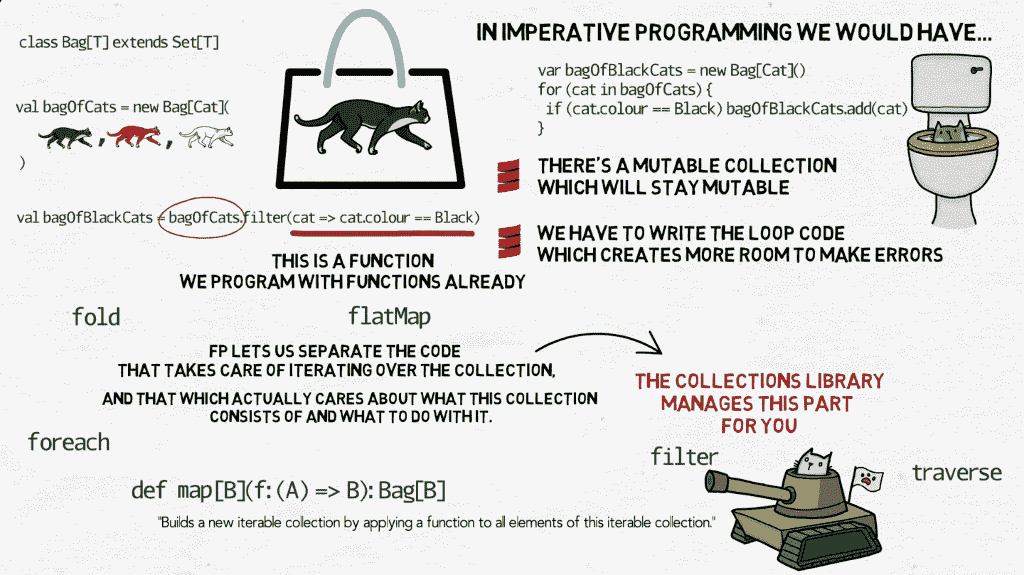 class Bag[T] extends Set[T]
val bagOfCats = new Bag[Cat](
, ,
)
val bagOfBlackCats = bagOfCats.filter(cat => cat.colour == Black)
THIS IS A FUNCTION
WE PROGRAM WITH FUNCTIONS ALREADY
IN IMPERATIVE PROGRAMMING WE WOULD HAVE...
var bagOfBlackCats = new Bag[Cat]()
for (cat in bagOfCats) {
if (cat.colour == Black) bagOfBlackCats.add(cat)
}
THERE'S A MUTABLE COLLECTION
WHICH WILL STAY MUTABLE
WE HAVE TO WRITE THE LOOP CODE
WHICH CREATES MORE ROOM TO MAKE ERRORS
fold
flatMap
FP LETS US SEPARATE THE CODE
THAT TAKES CARE OF ITERATING OVER THE COLLECTION,
AND THAT WHICH ACTUALLY CARES ABOUT WHAT THIS COLLECTION
CONSISTS OF AND WHAT TO DO WITH IT.
THE COLLECTIONS LIBRARY
MANAGES THIS PART
FOR YOU
foreach
filter
traverse
def map[B](f: (A) => B): Bag[B]
"Builds a new iterable colection by applying a function to all elements of this iterable collection."